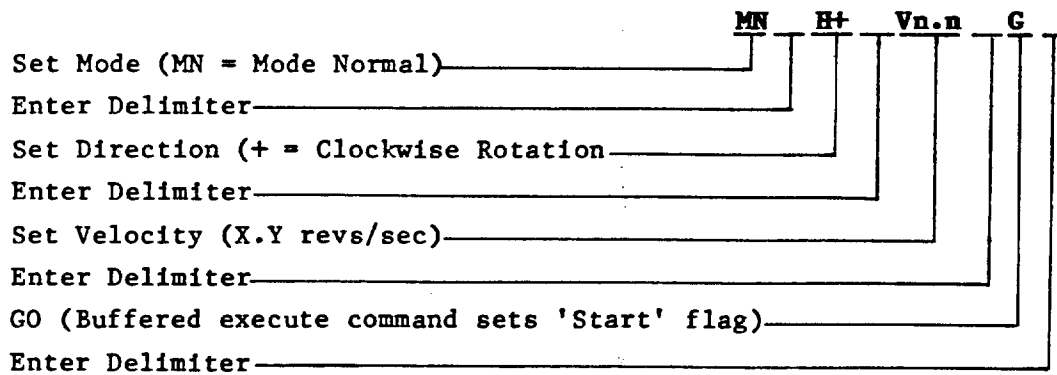 MN _ H+ _ Vn.n _ G _
Set Mode (MN = Mode Normal)
Enter Delimiter
Set Direction (+ = Clockwise Rotation
Enter Delimiter
Set Velocity (X.Y revs/sec)
Enter Delimiter
GO (Buffered execute command sets 'Start' flag)
Enter Delimiter